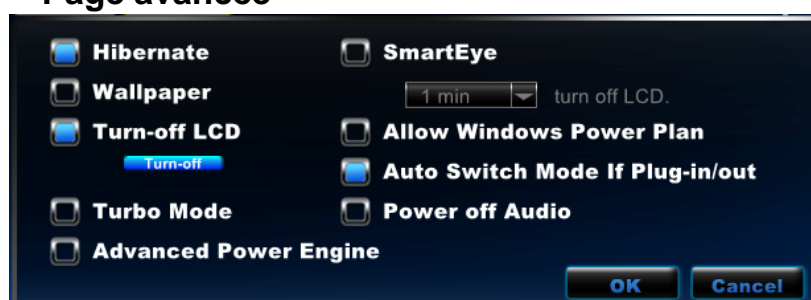 Page avancée
Hibernate
SmartEye
Wallpaper
1 min turn off LCD.
Turn-off LCD
Allow Windows Power Plan
Turn-off
Auto Switch Mode If Plug-in/out
Turbo Mode
Power off Audio
Advanced Power Engine
OK
Cancel